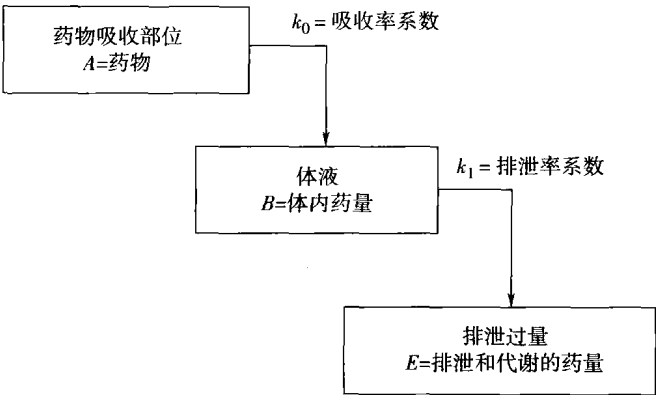 药物吸收部位
A=药物
k₀=吸收率系数
体液
B=体内药量
k₁=排泄率系数
排泄过量
E=排泄和代谢的药量